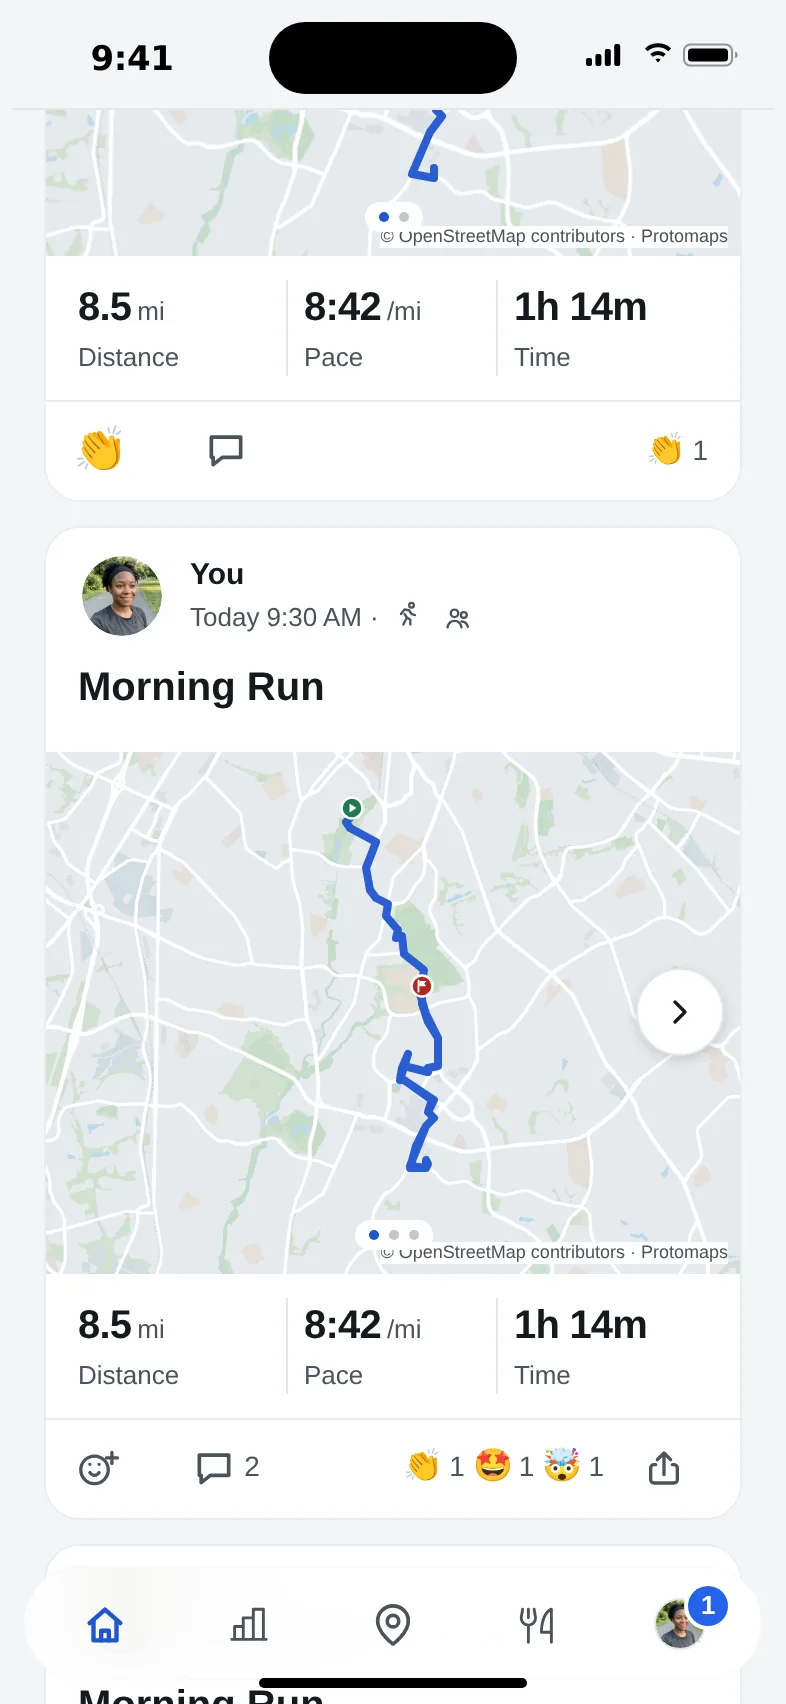 9:41
© OpenStreetMap contributors · Protomaps
8.5 mi 8:42 /mi 1h 14m
Distance Pace Time
1
You
Today 9:30 AM ·
Morning Run
© OpenStreetMap contributors · Protomaps
8.5 mi 8:42 /mi 1h 14m
Distance Pace Time
2 1 1 1
1
Morning Run